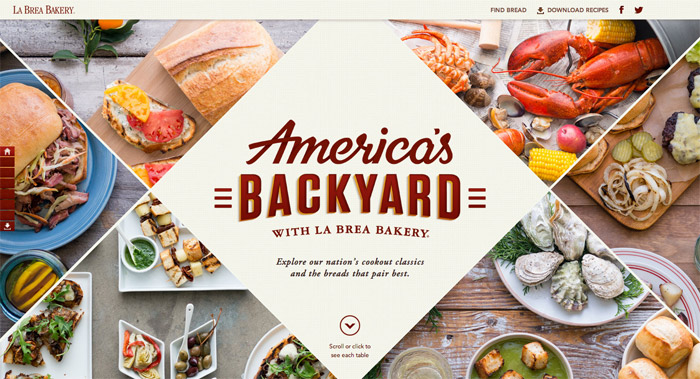 LA BREA BAKERY.
FIND BREAD
DOWNLOAD RECIPES
America's
BACKYARD
WITH LA BREA BAKERY.
Explore our nation's cookout classics
and the breads that pair best.
Scroll or click to
see each table